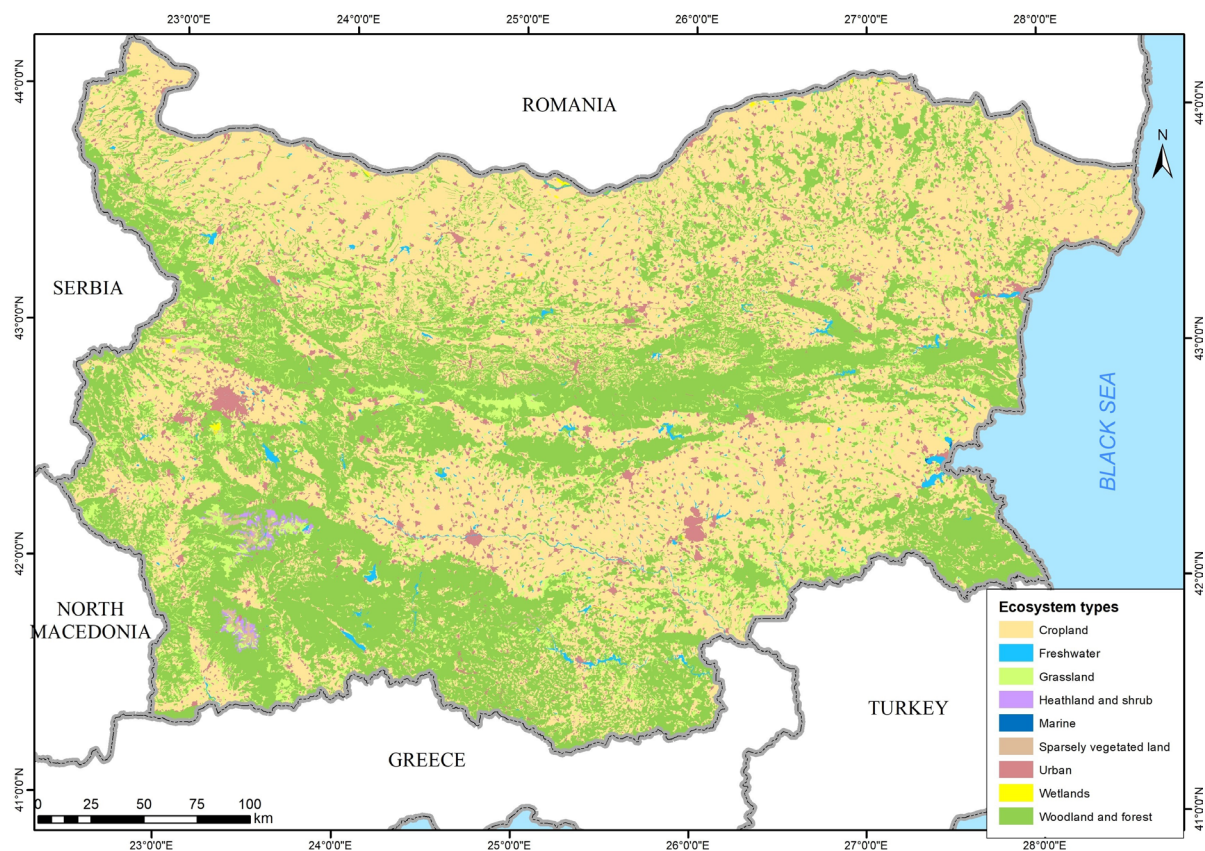 23°0'0"E 24°0'0"E 25°0'0"E 26°0'0"E 27°0'0"E 28°0'0"E
44°0'0"N
44°0'0"N
ROMANIA
N
SERBIA
43°0'0"N
43°0'0"N
BLACK SEA
42°0'0"N
42°0'0"N
NORTH
MACEDONIA
TURKEY
GREECE
41°0'0"N
41°0'0"N
Ecosystem types
Cropland
Freshwater
Grassland
Heathland and shrub
Marine
Sparsely vegetated land
Urban
Wetlands
Woodland and forest
0 25 50 75 100
km
23°0'0"E 24°0'0"E 25°0'0"E 26°0'0"E 27°0'0"E 28°0'0"E